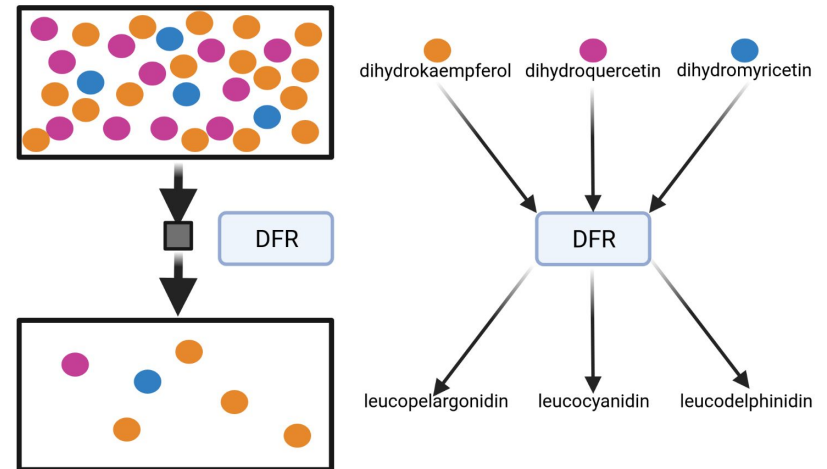 dihydrokaempferol dihydroquercetin dihydromyricetin
DFR DFR
leucopelargonidin leucocyanidin leucodelphinidin